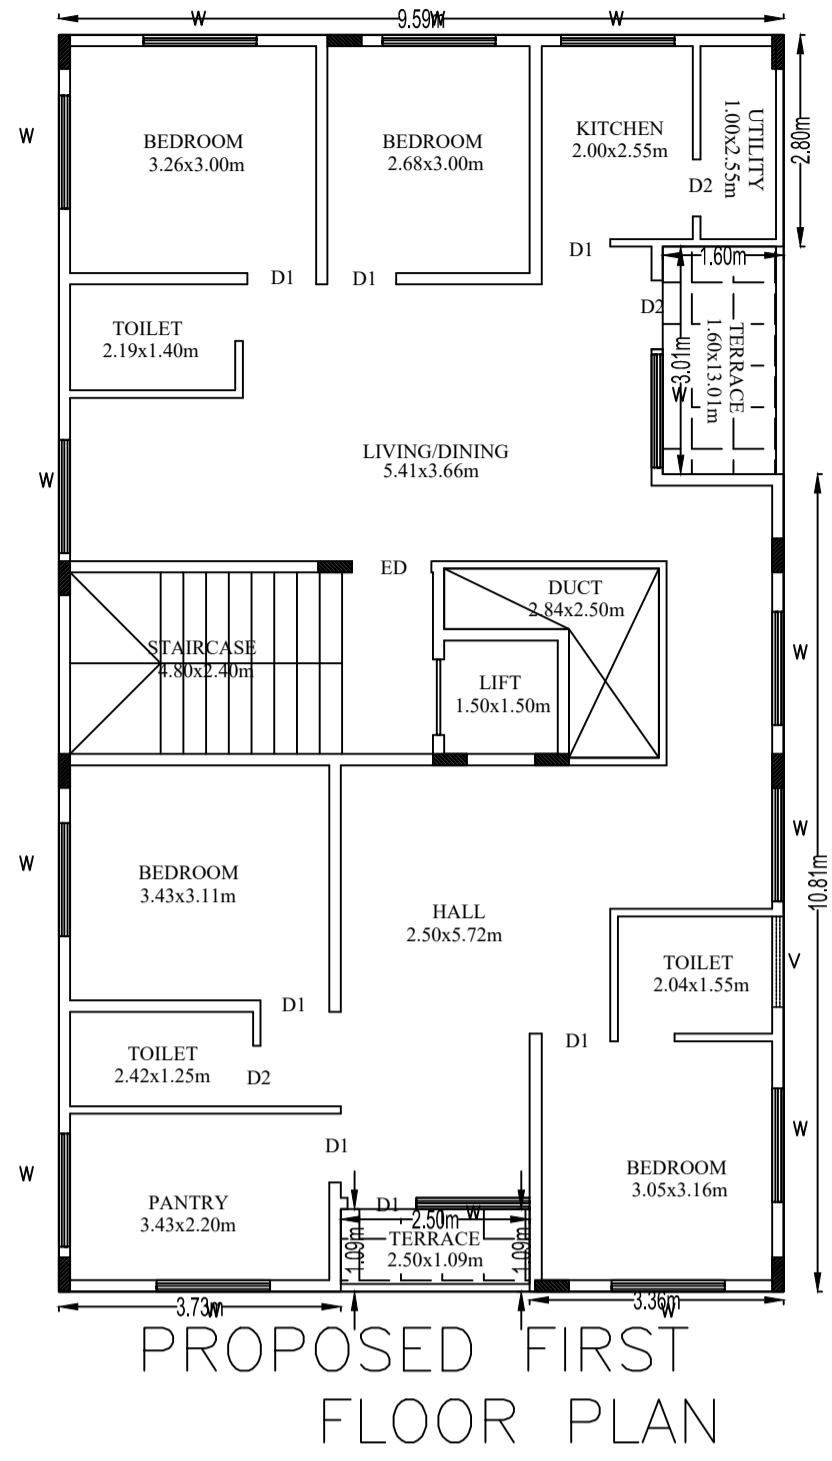 W W W
9.59m
W
BEDROOM
3.26x3.00m
BEDROOM
2.68x3.00m
KITCHEN
2.00x2.55m
UTILITY
1.00x2.55m
2.80m
D2
D1
D1
D1
1.60m
D2
TOILET
2.19x1.40m
TERRACE
1.60x13.01m
3.01m
W
W
LIVING/DINING
5.41x3.66m
ED
DUCT
2.84x2.50m
STAIRCASE
4.80x2.40m
LIFT
1.50x1.50m
W
W
W
BEDROOM
3.43x3.11m
10.81m
HALL
2.50x5.72m
TOILET
2.04x1.55m
V
D1
D1
TOILET
2.42x1.25m
D2
W
D1
W
BEDROOM
3.05x3.16m
PANTRY
3.43x2.20m
D1
W
2.50m
TERRACE
2.50x1.09m
1.09m
1.09m
3.73m
W
3.36m
W
PROPOSED FIRST
FLOOR PLAN